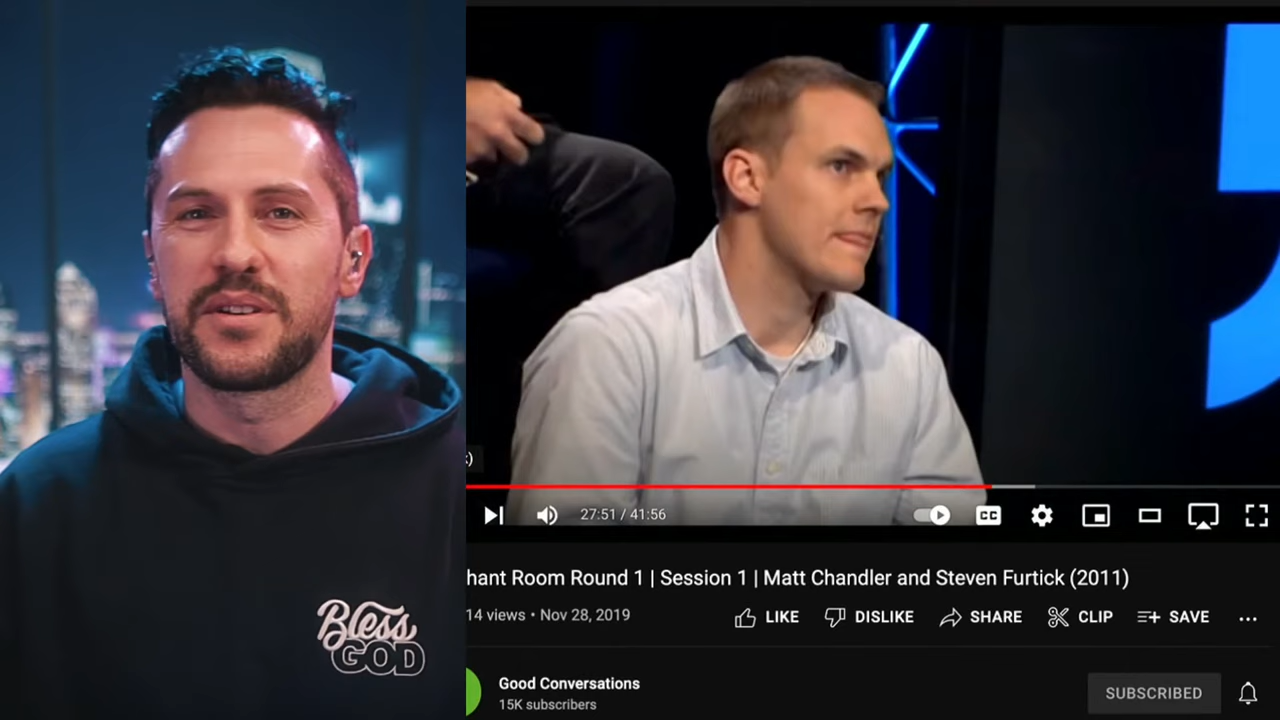 Bless
GOD
27:51 / 41:56
CC
hant Room Round 1 | Session 1 | Matt Chandler and Steven Furtick (2011)
14 views • Nov 28, 2019
LIKE
DISLIKE
SHARE
CLIP
SAVE
Good Conversations
15K subscribers
SUBSCRIBED